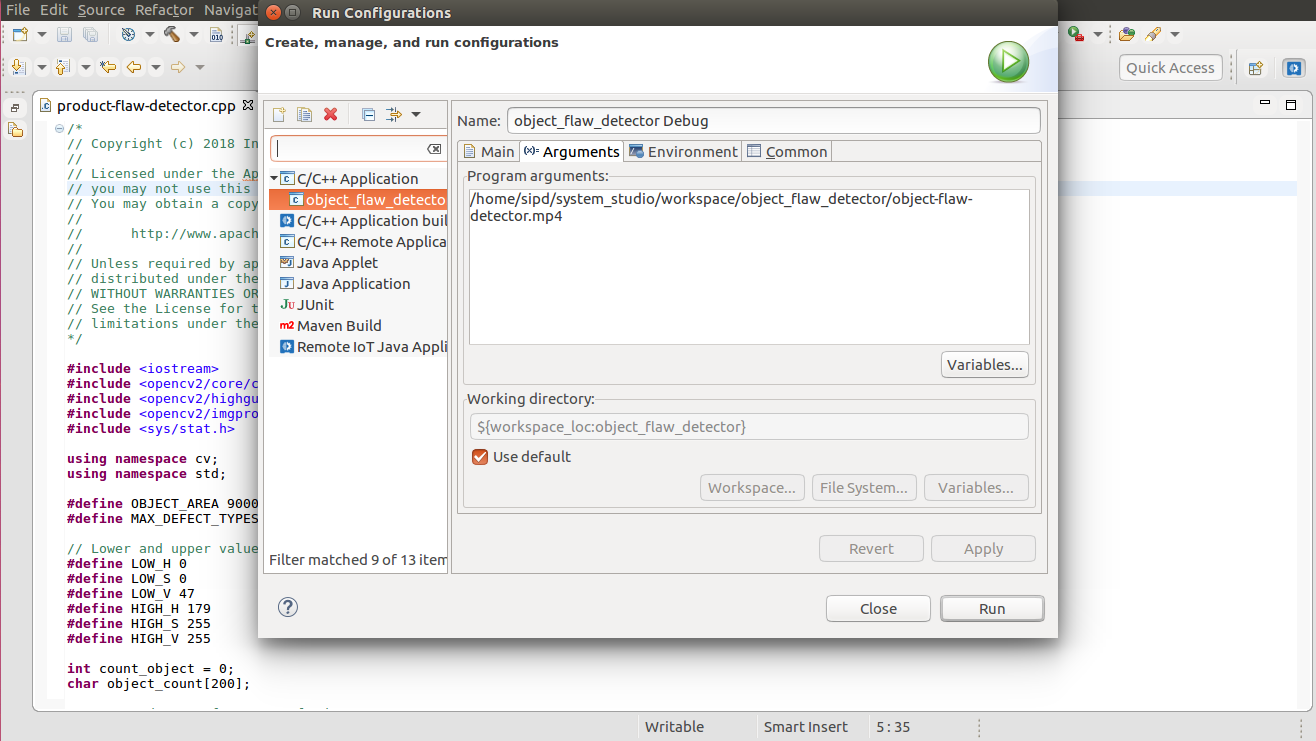 File Edit Source Refactor Navigat
Run Configurations
Create, manage, and run configurations
Quick Access
product-flaw-detector.cpp
/*
// Copyright (c) 2018 In
//
// Licensed under the Ap
// you may not use this
// You may obtain a copy
//
// http://www.apach
//
// Unless required by ap
// distributed under the
// WITHOUT WARRANTIES OR
// See the License for t
// limitations under the
*/
#include <iostream>
#include <opencv2/core/c
#include <opencv2/highgu
#include <opencv2/imgpro
#include <sys/stat.h>
using namespace cv;
using namespace std;
#define OBJECT_AREA 9000
#define MAX_DEFECT_TYPES
// Lower and upper value
#define LOW_H 0
#define LOW_S 0
#define LOW_V 47
#define HIGH_H 179
#define HIGH_S 255
#define HIGH_V 255
int count_object = 0;
char object_count[200];
C/C++ Application
object_flaw_detecto
C/C++ Application buil
C/C++ Remote Applica
Java Applet
Java Application
JUnit
Maven Build
Remote IoT Java Appli
Filter matched 9 of 13 item
Name: object_flaw_detector Debug
Main (x)= Arguments Environment Common
Program arguments:
/home/sipd/system_studio/workspace/object_flaw_detector/object-flaw-
detector.mp4
Variables...
Working directory:
${workspace_loc:object_flaw_detector}
Use default
Workspace... File System... Variables...
Revert Apply
Close Run
Writable Smart Insert 5 : 35